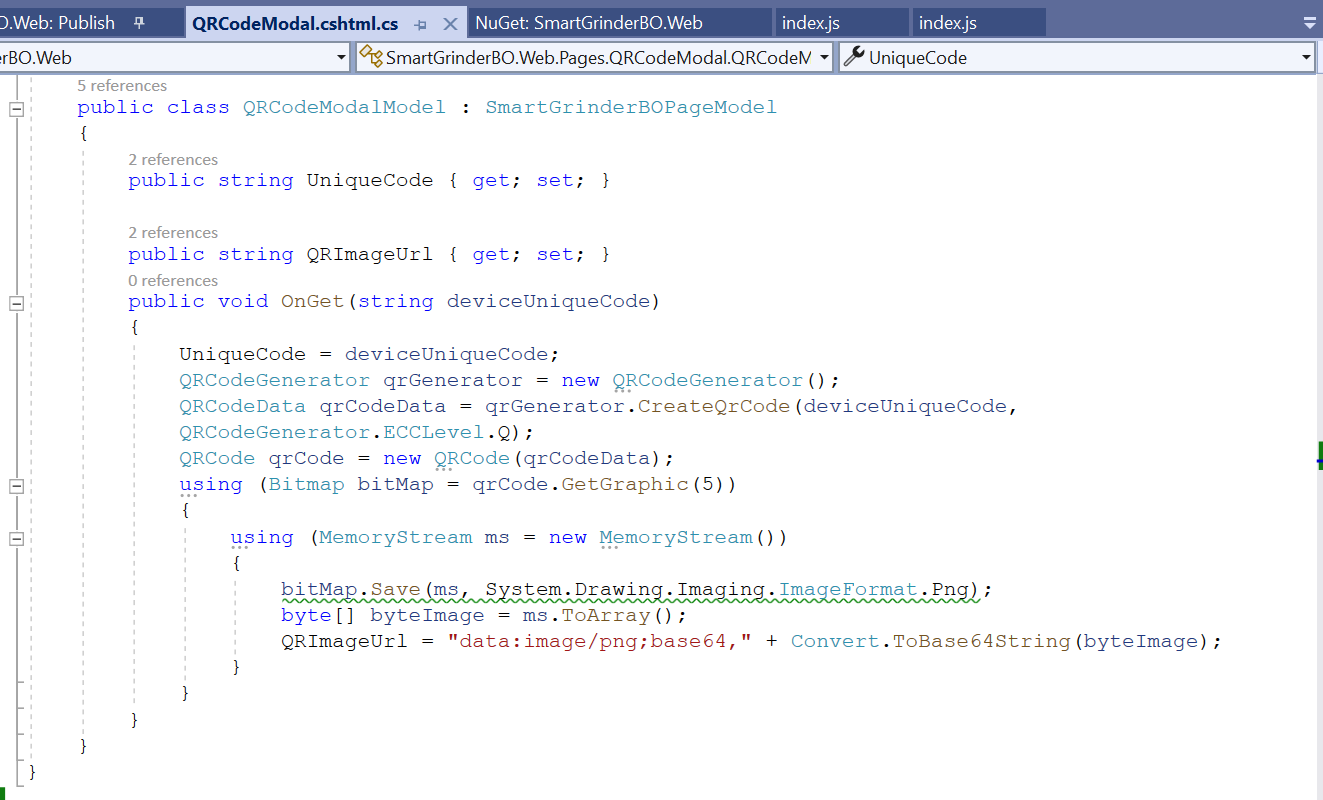 O.Web: Publish QRCodeModal.cshtml.cs NuGet: SmartGrinderBO.Web index.js index.js
rBO.Web SmartGrinderBO.Web.Pages.QRCodeModal.QRCodeM UniqueCode
5 references
public class QRCodeModalModel : SmartGrinderBOPageModel
{
2 references
public string UniqueCode { get; set; }
2 references
public string QRImageUrl { get; set; }
0 references
public void OnGet(string deviceUniqueCode)
{
UniqueCode = deviceUniqueCode;
QRCodeGenerator qrGenerator = new QRCodeGenerator();
QRCodeData qrCodeData = qrGenerator.CreateQrCode(deviceUniqueCode,
QRCodeGenerator.ECCLevel.Q);
QRCode qrCode = new QRCode(qrCodeData);
using (Bitmap bitMap = qrCode.GetGraphic(5))
{
using (MemoryStream ms = new MemoryStream())
{
bitMap.Save(ms, System.Drawing.Imaging.ImageFormat.Png);
byte[] byteImage = ms.ToArray();
QRImageUrl = "data:image/png;base64," + Convert.ToBase64String(byteImage);
}
}
}
}
}